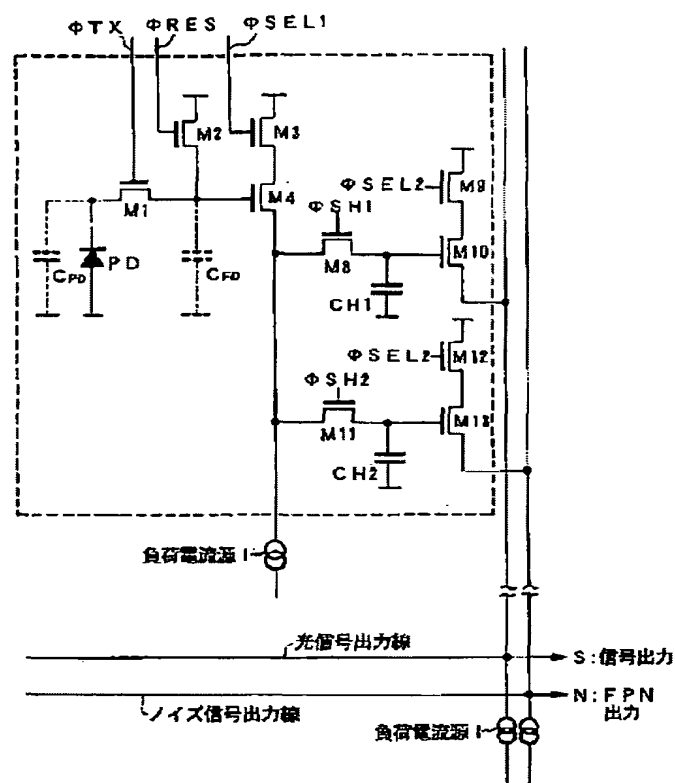 ΦTX ΦRES ΦSEL1
M2
M3
ΦSEL2 M9
M1
M4
ΦSH1
M8
M10
CPD
PD
CFD
CH1
ΦSEL2 M12
ΦSH2
M11
M13
CH2
負荷電流源 I
光信号出力線
S:信号出力
ノイズ信号出力線
N:FPN
出力
負荷電流源 I